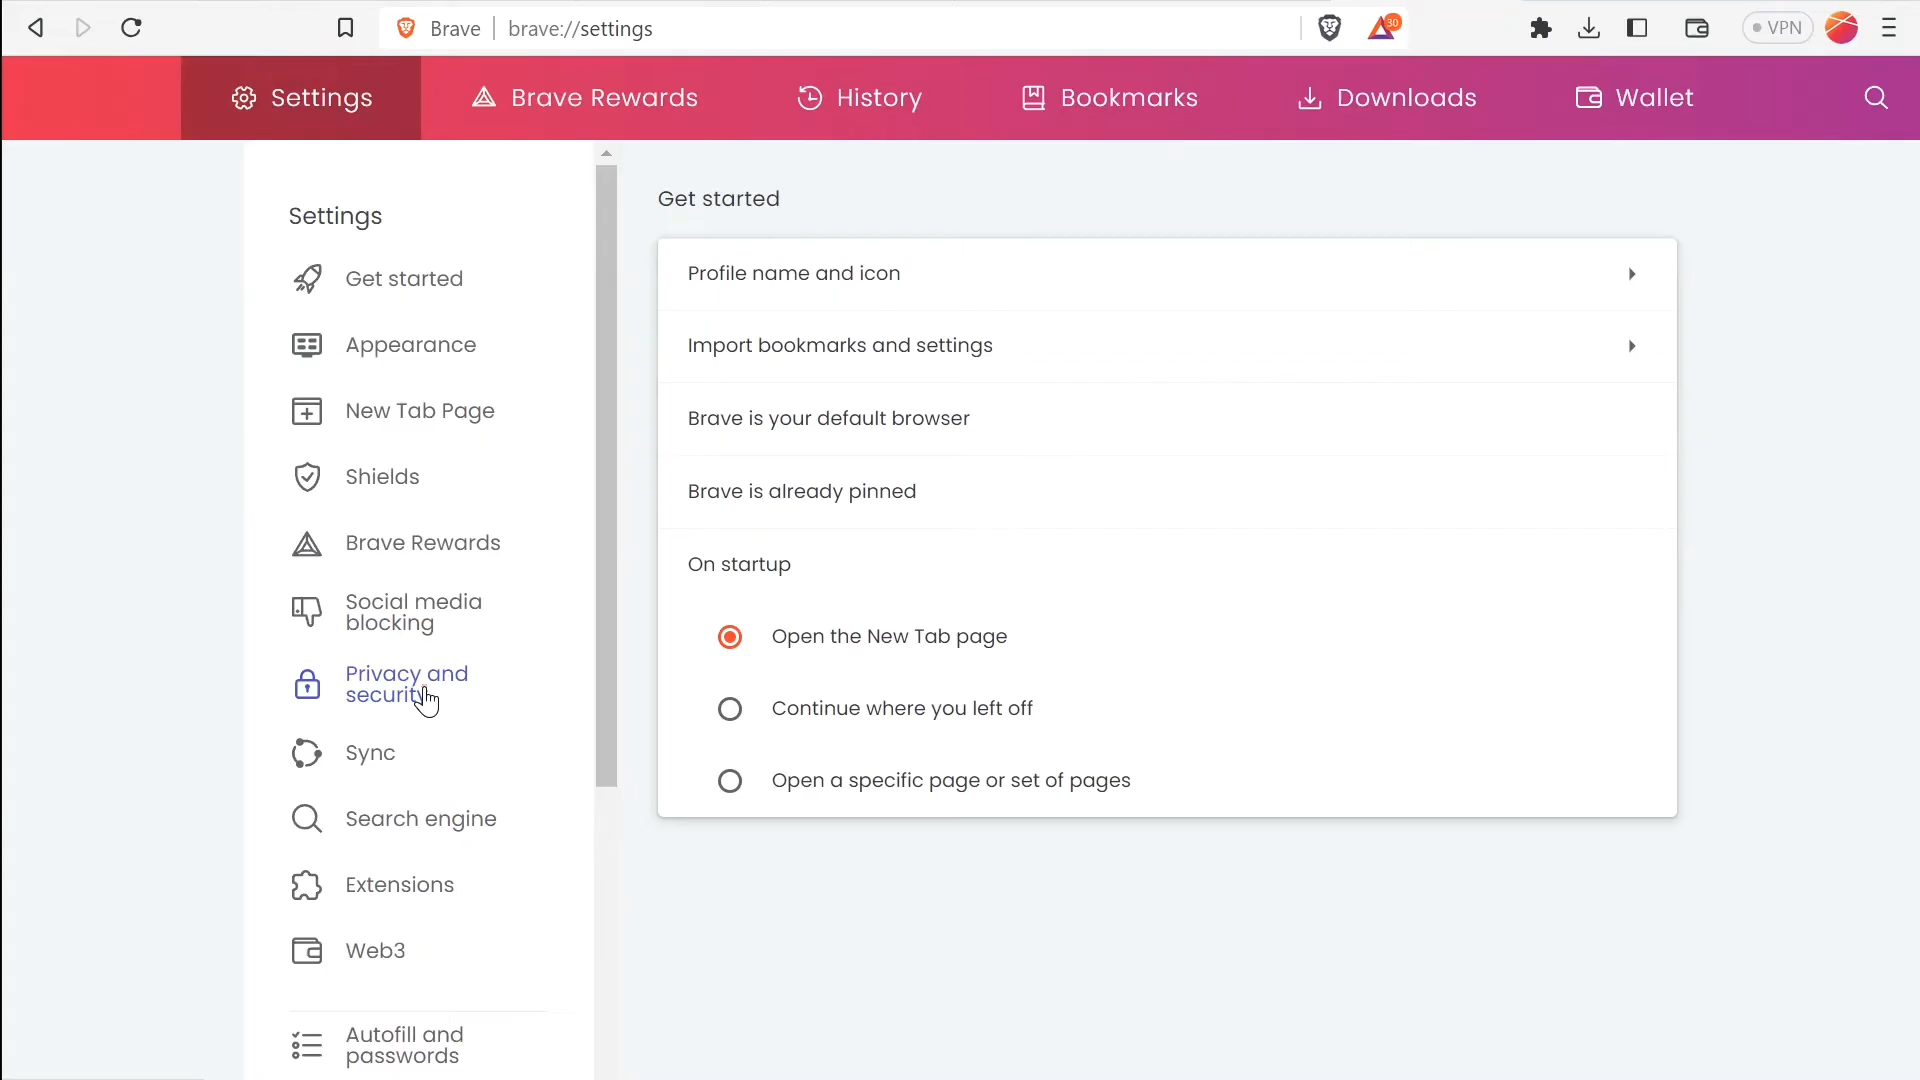 Brave
brave://settings
30
VPN
Settings
Brave Rewards
History
Bookmarks
Downloads
Wallet
Settings
Get started
Appearance
New Tab Page
Shields
Brave Rewards
Social media
blocking
Privacy and
security
Sync
Search engine
Extensions
Web3
Autofill and
passwords
Get started
Profile name and icon
Import bookmarks and settings
Brave is your default browser
Brave is already pinned
On startup
Open the New Tab page
Continue where you left off
Open a specific page or set of pages